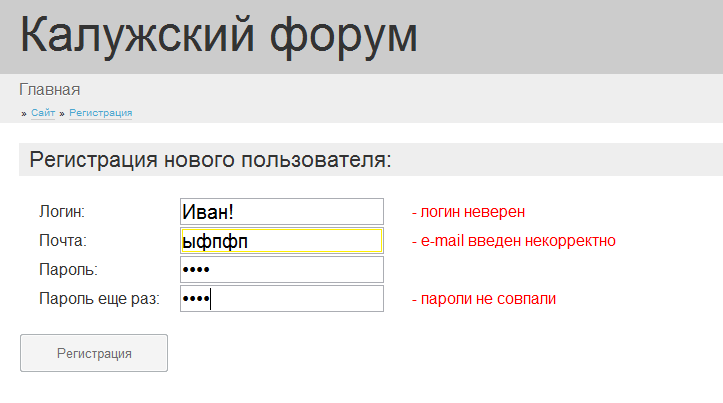 Калужский форум
Главная
» Сайт » Регистрация
Регистрация нового пользователя:
Логин: Иван! - логин неверен
Почта: ыфпфп - e-mail введен некорректно
Пароль: ••••
Пароль еще раз: •••• - пароли не совпали
Регистрация